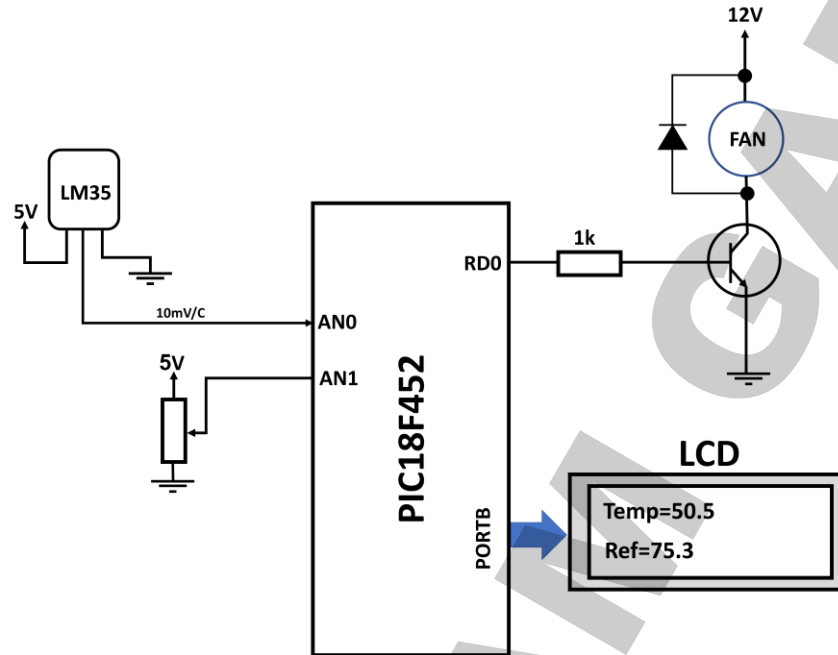 12V
FAN
LM35
5V
1k
RD0
10mV/C
AN0
5V
AN1
PIC18F452
LCD
Temp=50.5
Ref=75.3
PORTB